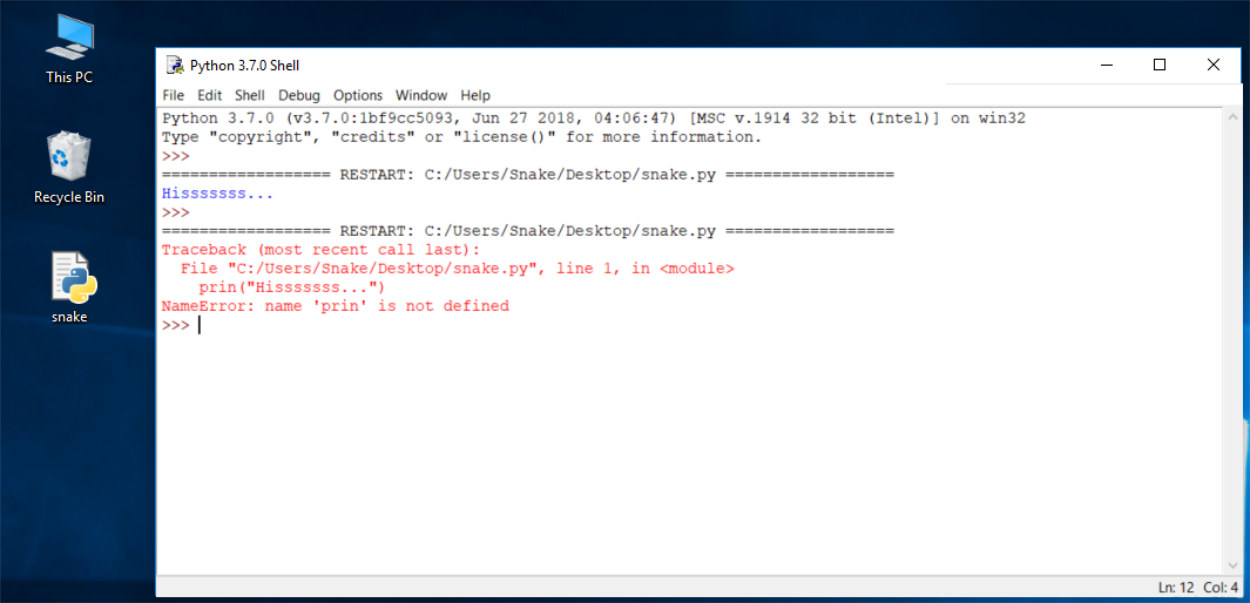 This PC
Recycle Bin
snake
Python 3.7.0 Shell
File Edit Shell Debug Options Window Help
Python 3.7.0 (v3.7.0:1bf9cc5093, Jun 27 2018, 04:06:47) [MSC v.1914 32 bit (Intel)] on win32
Type "copyright", "credits" or "license()" for more information.
>>>
================== RESTART: C:/Users/Snake/Desktop/snake.py ==================
Hisssssss...
>>>
================== RESTART: C:/Users/Snake/Desktop/snake.py ==================
Traceback (most recent call last):
  File "C:/Users/Snake/Desktop/snake.py", line 1, in <module>
    prin("Hisssssss...")
NameError: name 'prin' is not defined
>>>
Ln: 12 Col: 4